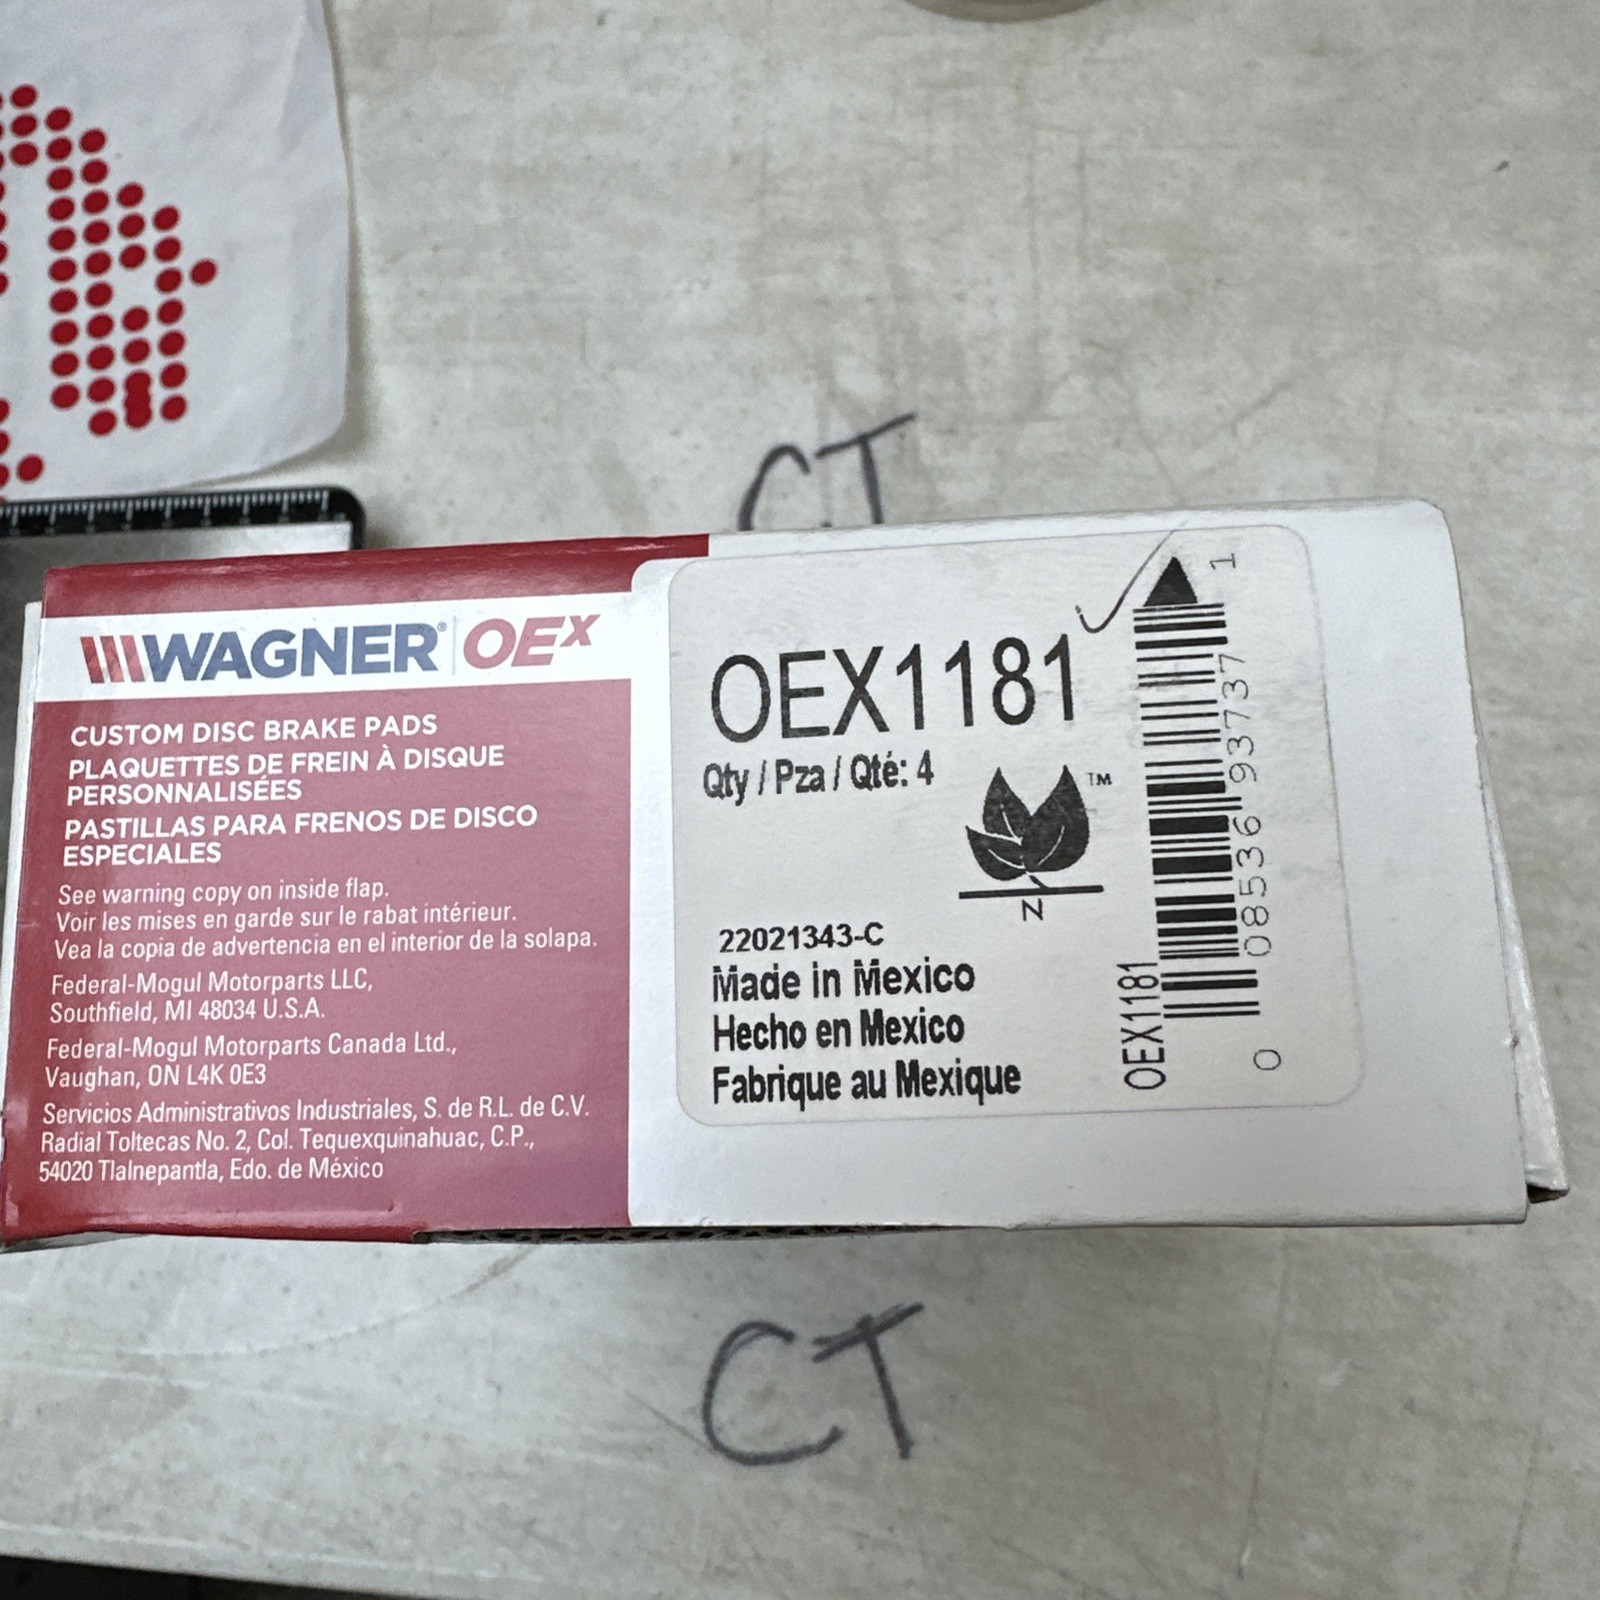 CT
WAGNER® OEX
CUSTOM DISC BRAKE PADS
PLAQUETTES DE FREIN À DISQUE
PERSONNALISÉES
PASTILLAS PARA FRENOS DE DISCO
ESPECIALES
See warning copy on inside flap.
Voir les mises en garde sur le rabat intérieur.
Vea la copia de advertencia en el interior de la solapa.
Federal-Mogul Motorparts LLC,
Southfield, MI 48034 U.S.A.
Federal-Mogul Motorparts Canada Ltd.,
Vaughan, ON L4K 0E3
Servicios Administrativos Industriales, S. de R.L. de C.V.
Radial Toltecas No. 2, Col. Tequexquinahuac, C.P.,
54020 Tlalnepantla, Edo. de México
OEX1181
Qty / Pza / Qté: 4
TM
N
22021343-C
Made in Mexico
Hecho en Mexico
Fabrique au Mexique
OEX1181
0 08536 93737 1
CT